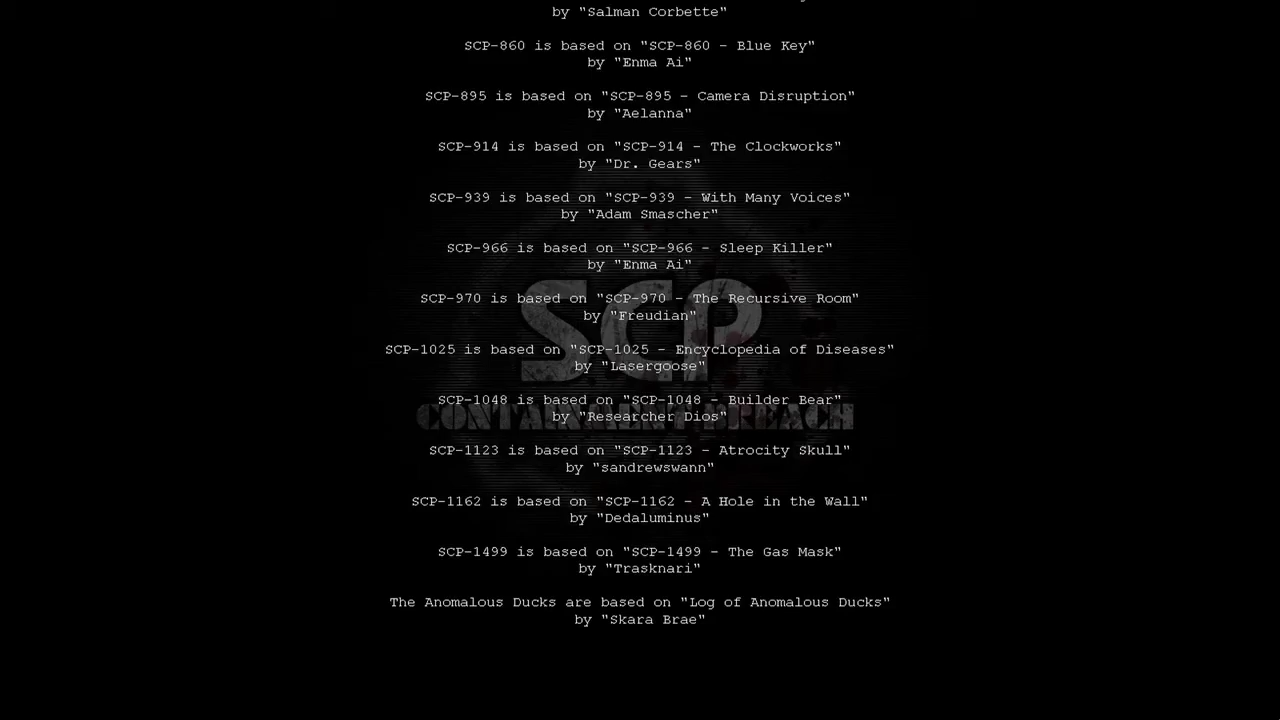 by "Salman Corbette"
SCP-860 is based on "SCP-860 - Blue Key"
by "Enma Ai"
SCP-895 is based on "SCP-895 - Camera Disruption"
by "Aelanna"
SCP-914 is based on "SCP-914 - The Clockworks"
by "Dr. Gears"
SCP-939 is based on "SCP-939 - With Many Voices"
by "Adam Smascher"
SCP-966 is based on "SCP-966 - Sleep Killer"
by "Enma Ai"
SCP-970 is based on "SCP-970 - The Recursive Room"
by "Freudian"
SCP
SCP-1025 is based on "SCP-1025 - Encyclopedia of Diseases"
by "Lasergoose"
SCP-1048 is based on "SCP-1048 - Builder Bear"
by "Researcher Dios"
CONTAINMENT BREACH
SCP-1123 is based on "SCP-1123 - Atrocity Skull"
by "sandrewswann"
SCP-1162 is based on "SCP-1162 - A Hole in the Wall"
by "Dedaluminus"
SCP-1499 is based on "SCP-1499 - The Gas Mask"
by "Trasknari"
The Anomalous Ducks are based on "Log of Anomalous Ducks"
by "Skara Brae"